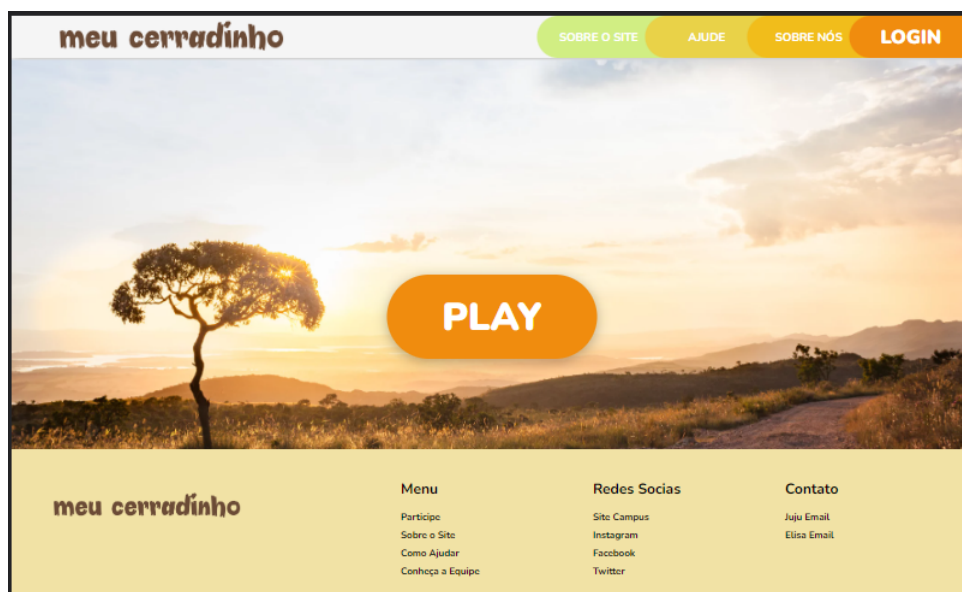 meu cerradinho
SOBRE O SITE
AJUDE
SOBRE NÓS
LOGIN
PLAY
meu cerradinho
Menu
Participe
Sobre o Site
Como Ajudar
Conheça a Equipe
Redes Socias
Site Campus
Instagram
Facebook
Twitter
Contato
Juju Email
Elisa Email